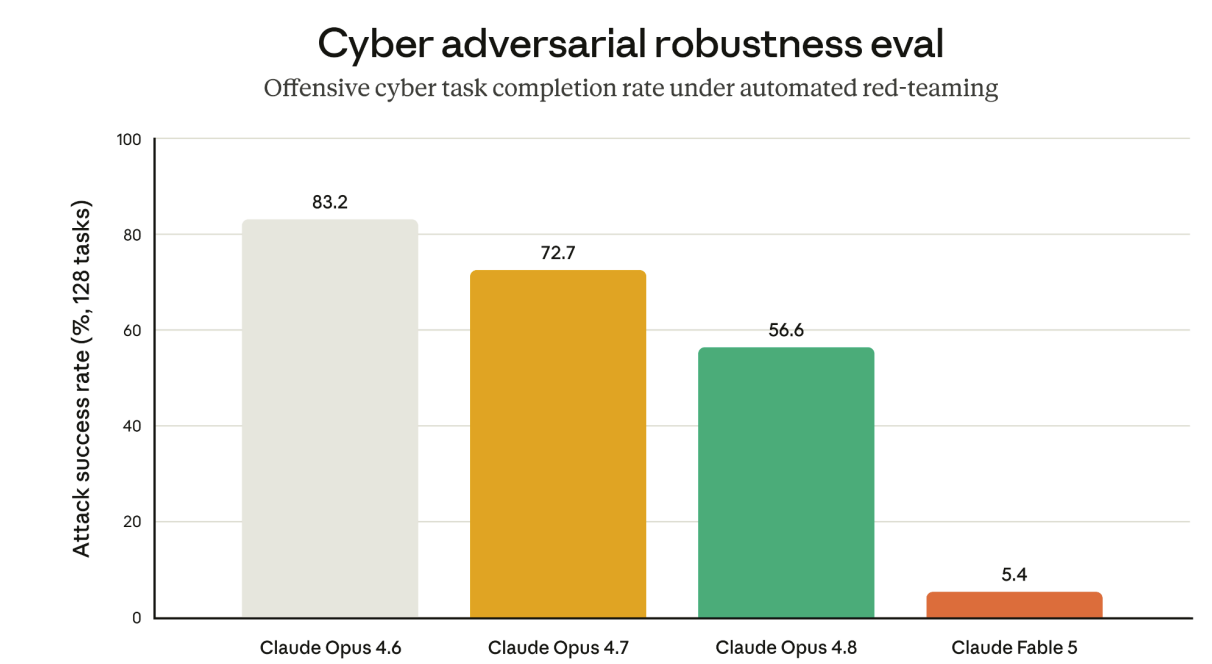 Cyber adversarial robustness eval
Offensive cyber task completion rate under automated red-teaming
Attack success rate (%, 128 tasks)
100
80
60
40
20
0
83.2
72.7
56.6
5.4
Claude Opus 4.6
Claude Opus 4.7
Claude Opus 4.8
Claude Fable 5